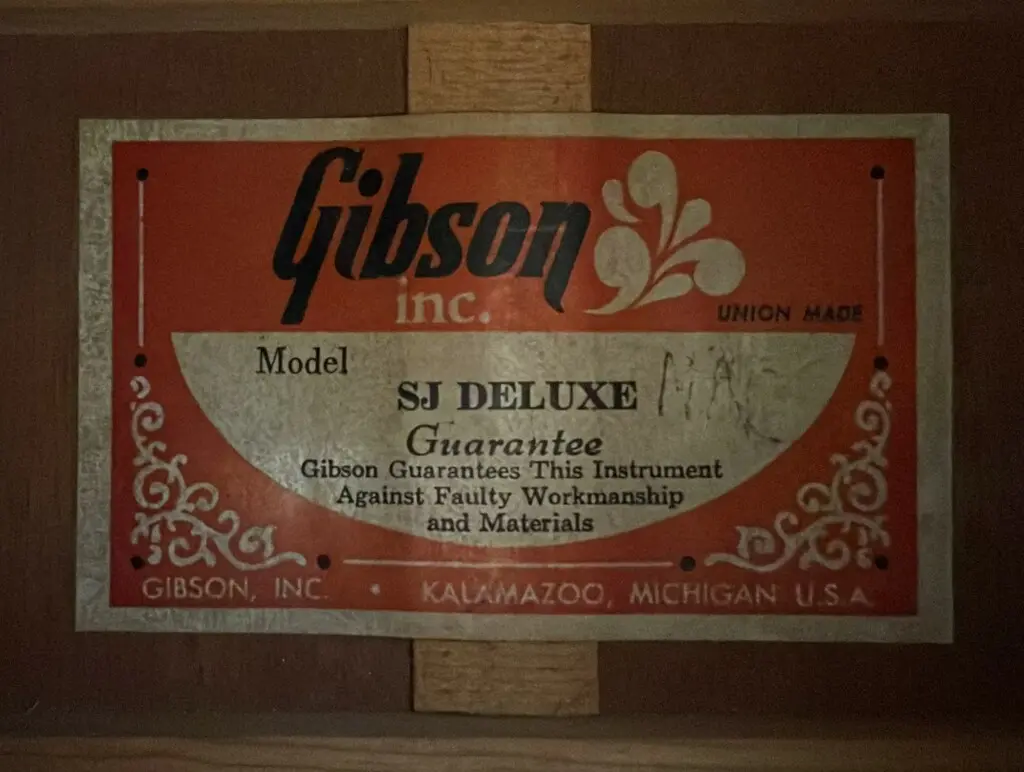 Gibson
inc.
UNION MADE
Model
SJ DELUXE
Guarantee
Gibson Guarantees This Instrument
Against Faulty Workmanship
and Materials
GIBSON, INC. • KALAMAZOO, MICHIGAN U.S.A.